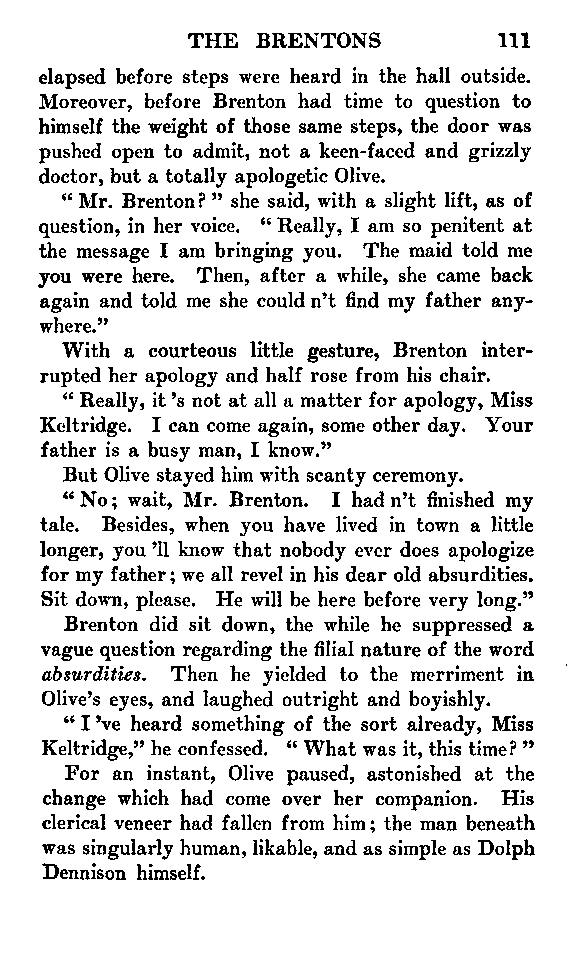 THE BRENTONS 111
elapsed before steps were heard in the hall outside.
Moreover, before Brenton had time to question to
himself the weight of those same steps, the door was
pushed open to admit, not a keen-faced and grizzly
doctor, but a totally apologetic Olive.
“ Mr. Brenton? ” she said, with a slight lift, as of
question, in her voice. “ Really, I am so penitent at
the message I am bringing you. The maid told me
you were here. Then, after a while, she came back
again and told me she could n’t find my father any-
where.”
With a courteous little gesture, Brenton inter-
rupted her apology and half rose from his chair.
“ Really, it ’s not at all a matter for apology, Miss
Keltridge. I can come again, some other day. Your
father is a busy man, I know.”
But Olive stayed him with scanty ceremony.
“ No; wait, Mr. Brenton. I had n’t finished my
tale. Besides, when you have lived in town a little
longer, you ’ll know that nobody ever does apologize
for my father; we all revel in his dear old absurdities.
Sit down, please. He will be here before very long.”
Brenton did sit down, the while he suppressed a
vague question regarding the filial nature of the word
absurdities. Then he yielded to the merriment in
Olive’s eyes, and laughed outright and boyishly.
“ I ’ve heard something of the sort already, Miss
Keltridge,” he confessed. “ What was it, this time? ”
For an instant, Olive paused, astonished at the
change which had come over her companion. His
clerical veneer had fallen from him; the man beneath
was singularly human, likable, and as simple as Dolph
Dennison himself.